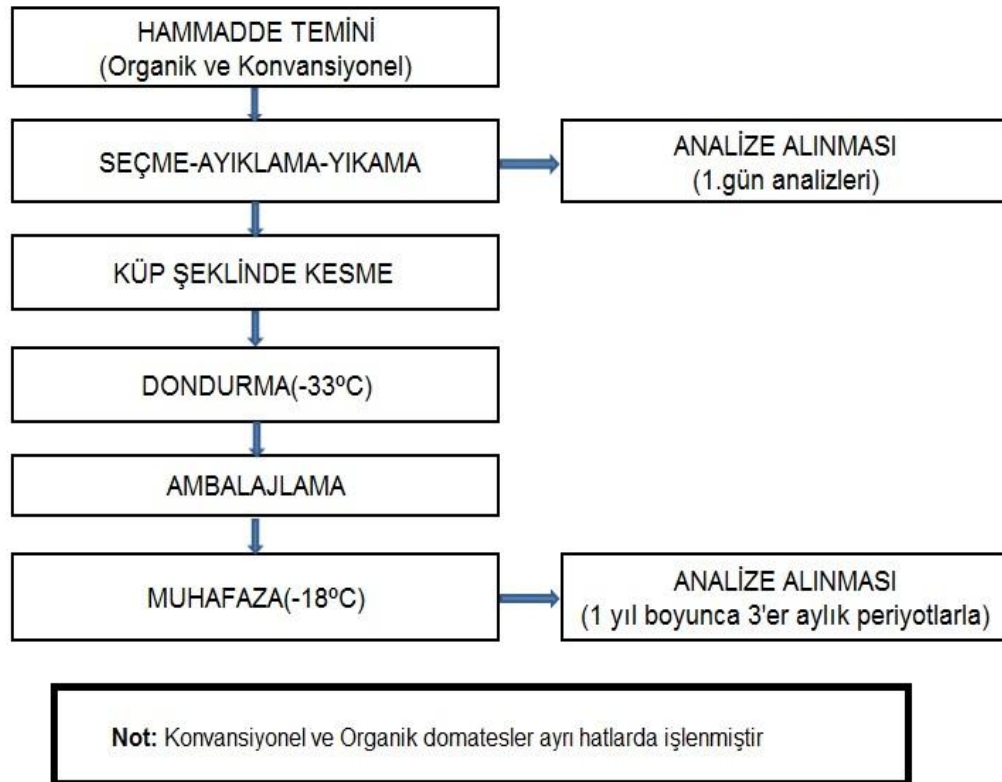 HAMMADDE TEMİNİ
(Organik ve Konvansiyonel)
SEÇME-AYIKLAMA-YIKAMA
ANALİZE ALINMASI
(1.gün analizleri)
KÜP ŞEKLİNDE KESME
DONDURMA(-33ºC)
AMBALAJLAMA
MUHAFAZA(-18ºC)
ANALİZE ALINMASI
(1 yıl boyunca 3'er aylık periyotlarla)
Not: Konvansiyonel ve Organik domatesler ayrı hatlarda işlenmiştir